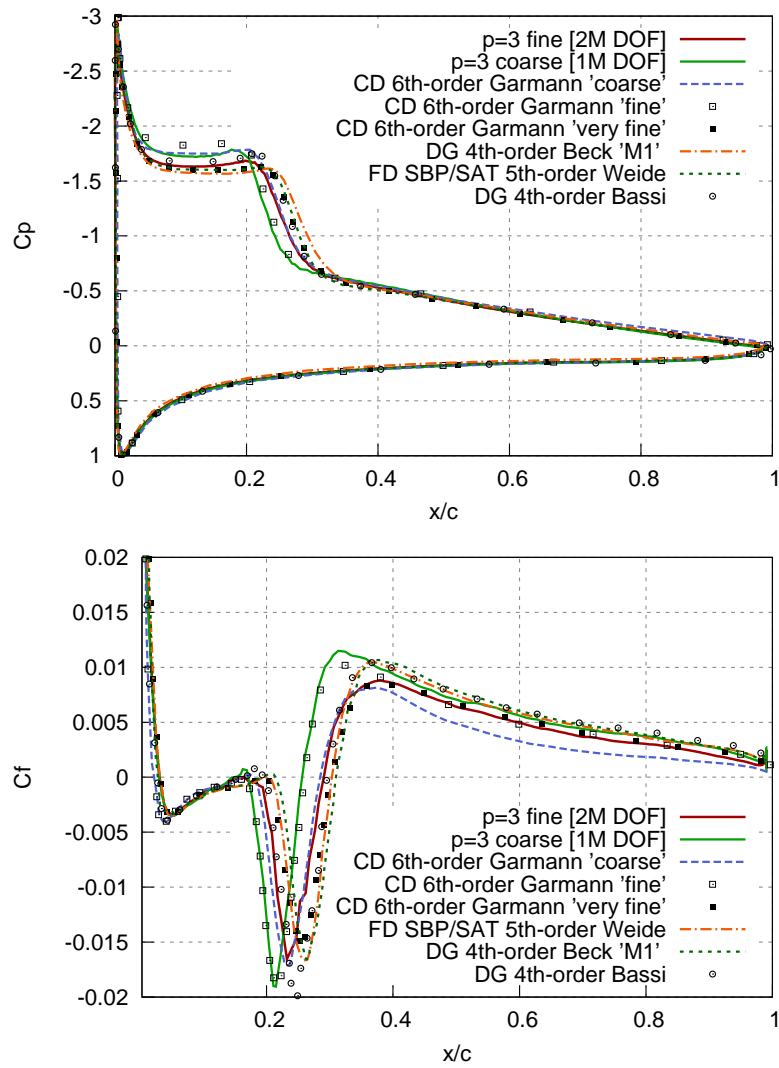 -3
-2.5
-2
-1.5
-1
-0.5
0
0.5
1
Cp
p=3 fine [2M DOF]
p=3 coarse [1M DOF]
CD 6th-order Garmann 'coarse'
CD 6th-order Garmann 'fine'
CD 6th-order Garmann 'very fine'
DG 4th-order Beck 'M1'
FD SBP/SAT 5th-order Weide
DG 4th-order Bassi
0 0.2 0.4 0.6 0.8 1
x/c
0.02
0.015
0.01
0.005
0
-0.005
-0.01
-0.015
-0.02
Cf
p=3 fine [2M DOF]
p=3 coarse [1M DOF]
CD 6th-order Garmann 'coarse'
CD 6th-order Garmann 'fine'
CD 6th-order Garmann 'very fine'
FD SBP/SAT 5th-order Weide
DG 4th-order Beck 'M1'
DG 4th-order Bassi
0.2 0.4 0.6 0.8 1
x/c